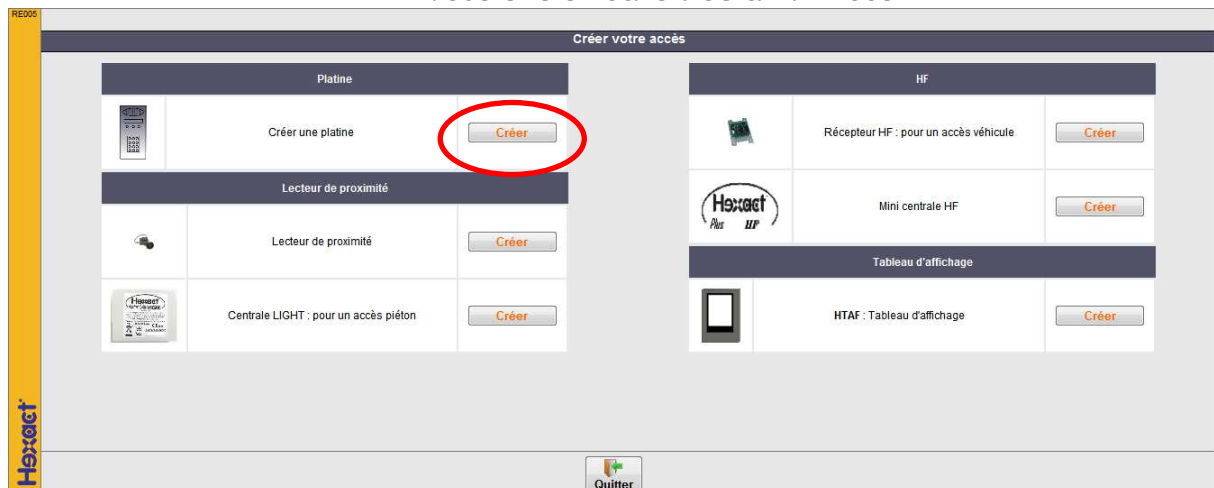 RE005
Créer votre accès
Platine
Créer une platine
Créer
Lecteur de proximité
Lecteur de proximité
Créer
Hexact
Centrale LIGHT : pour un accès piéton
Créer
HF
Récepteur HF : pour un accès véhicule
Créer
Hexact
Plus HF
Mini centrale HF
Créer
Tableau d'affichage
HTAF : Tableau d'affichage
Créer
Hexact
Quitter